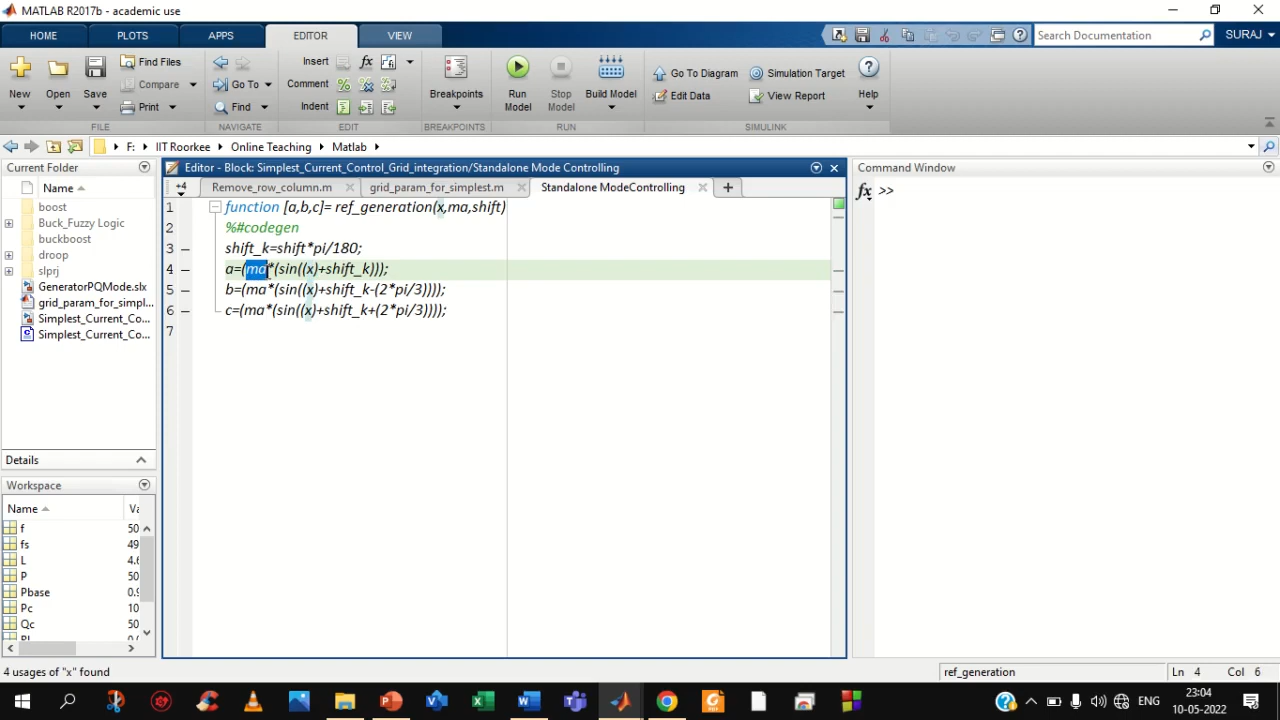 MATLAB R2017b - academic use
HOME PLOTS APPS EDITOR VIEW Search Documentation SURAJ
New Open Save Find Files Compare Print Go To Find Insert Comment Indent fx Breakpoints Run Model Stop Model Build Model Go To Diagram Edit Data Simulation Target View Report Help
FILE NAVIGATE EDIT BREAKPOINTS RUN SIMULINK
F: IIT Roorkee Online Teaching Matlab
Current Folder
Name
boost
Buck_Fuzzy Logic
buckboost
droop
slprj
GeneratorPQMode.slx
grid_param_for_simpl...
Simplest_Current_Co...
Simplest_Current_Co...
Details
Workspace
Name Va
f 50
fs 49
L 4.6
P 50
Pbase 0.9
Pc 10
Qc 50
Editor - Block: Simplest_Current_Control_Grid_integration/Standalone Mode Controlling
+4 Remove_row_column.m grid_param_for_simplest.m Standalone ModeControlling
1 function [a,b,c]= ref_generation(x,ma,shift)
2 %#codegen
3 – shift_k=shift*pi/180;
4 – a=(ma*(sin((x)+shift_k)));
5 – b=(ma*(sin((x)+shift_k-(2*pi/3))));
6 – c=(ma*(sin((x)+shift_k+(2*pi/3))));
7
Command Window
fx >>
4 usages of "x" found ref_generation Ln 4 Col 6
ENG 23:04
10-05-2022